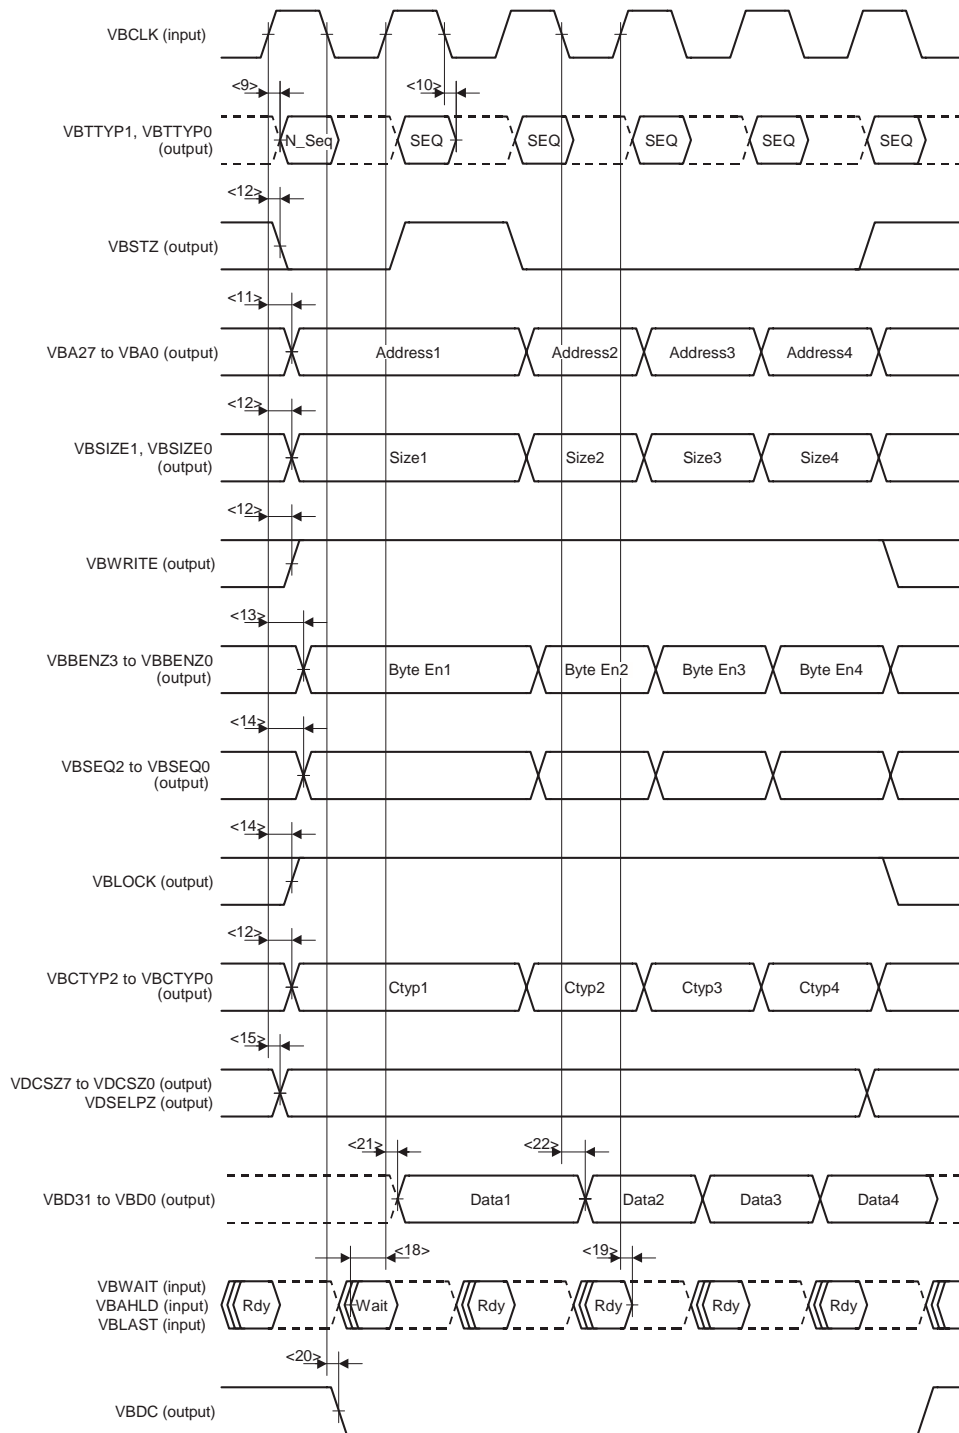 VBCLK (input)
<9>
<10>
VBTTYP1, VBTTYP0
(output)
N_Seq
SEQ
SEQ
SEQ
SEQ
SEQ
<12>
VBSTZ (output)
<11>
VBA27 to VBA0 (output)
Address1
Address2
Address3
Address4
<12>
VBSIZE1, VBSIZE0
(output)
Size1
Size2
Size3
Size4
<12>
VBWRITE (output)
<13>
VBBENZ3 to VBBENZ0
(output)
Byte En1
Byte En2
Byte En3
Byte En4
<14>
VBSEQ2 to VBSEQ0
(output)
<14>
VBLOCK (output)
<12>
VBCTYP2 to VBCTYP0
(output)
Ctyp1
Ctyp2
Ctyp3
Ctyp4
<15>
VDCSZ7 to VDCSZ0 (output)
VDSELPZ (output)
<21>
<22>
VBD31 to VBD0 (output)
Data1
Data2
Data3
Data4
<18>
<19>
VBWAIT (input)
VBAHLD (input)
VBLAST (input)
Rdy
Wait
Rdy
Rdy
Rdy
Rdy
<20>
VBDC (output)